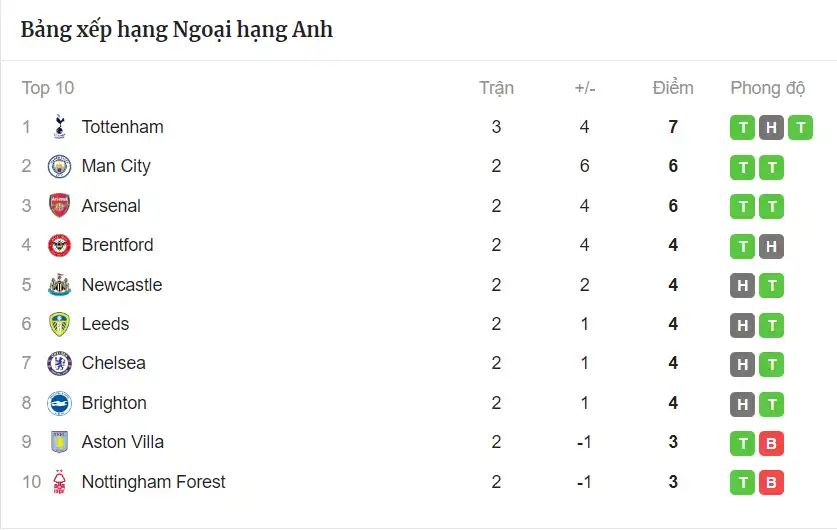 Bảng xếp hạng Ngoại hạng Anh
Top 10 Trận +/- Điểm Phong độ
1 Tottenham 3 4 7 T H T
2 Man City 2 6 6 T T
3 Arsenal 2 4 6 T T
4 Brentford 2 4 4 T H
5 Newcastle 2 2 4 H T
6 Leeds 2 1 4 H T
7 Chelsea 2 1 4 H T
8 Brighton 2 1 4 H T
9 Aston Villa 2 -1 3 T B
10 Nottingham Forest 2 -1 3 T B